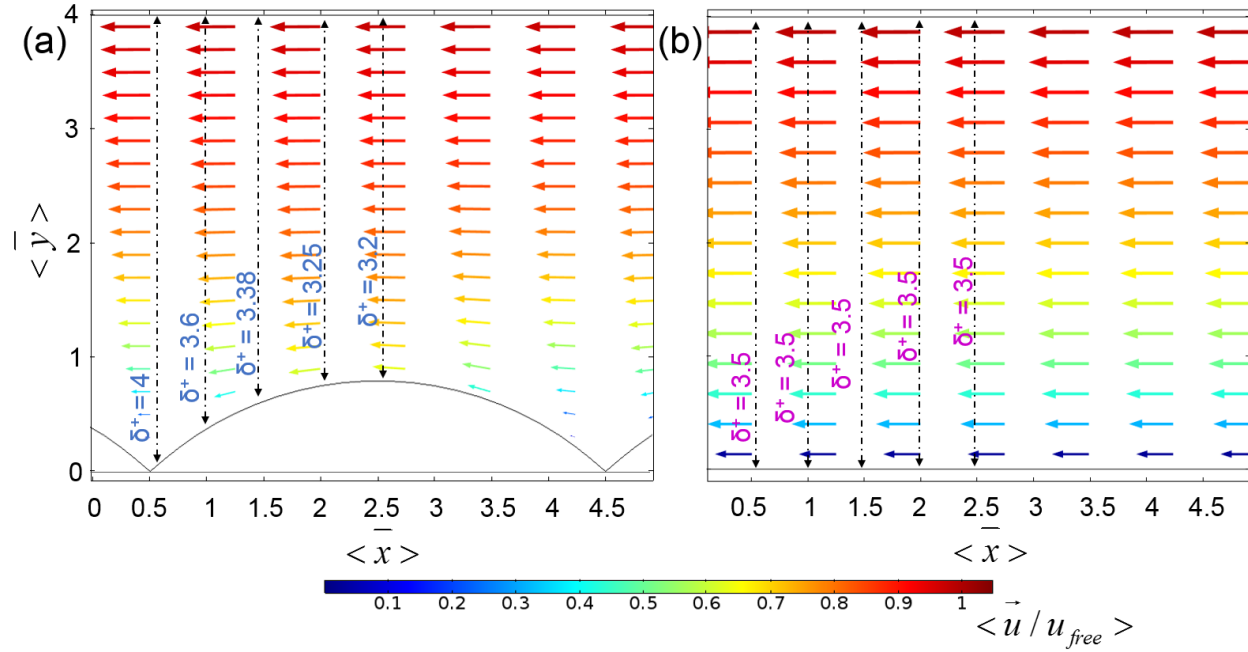 (a)
4
3
2
1
0
< y̅ >
δ⁺ = 4
δ⁺ = 3.6
δ⁺ = 3.38
δ⁺ = 3.25
δ⁺ = 3.2
0 0.5 1 1.5 2 2.5 3 3.5 4 4.5
< x̅ >
(b)
δ⁺ = 3.5
δ⁺ = 3.5
δ⁺ = 3.5
δ⁺ = 3.5
δ⁺ = 3.5
0.5 1 1.5 2 2.5 3 3.5 4 4.5
< x̅ >
0.1 0.2 0.3 0.4 0.5 0.6 0.7 0.8 0.9 1
< u⃗ / u_free >